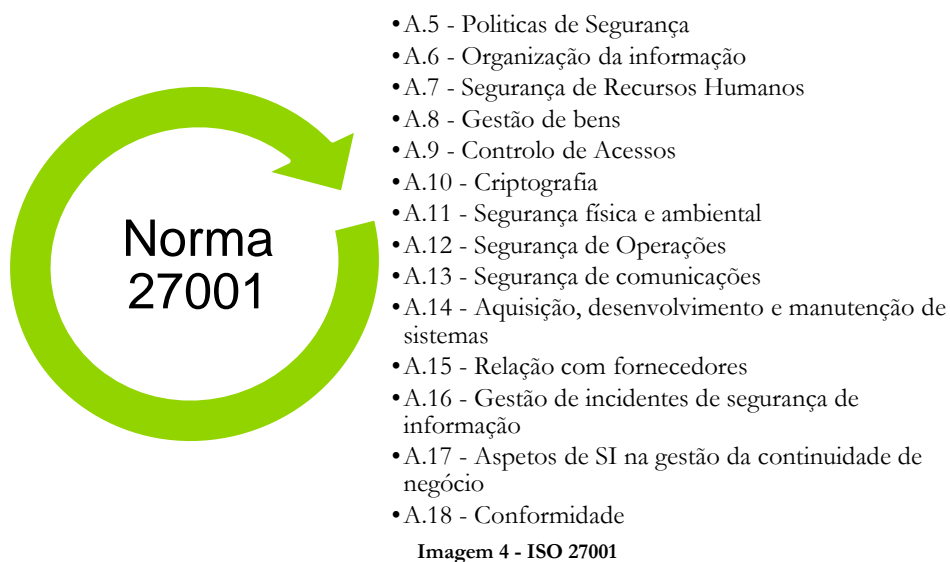 Norma
27001
•A.5 - Politicas de Segurança
•A.6 - Organização da informação
•A.7 - Segurança de Recursos Humanos
•A.8 - Gestão de bens
•A.9 - Controlo de Acessos
•A.10 - Criptografia
•A.11 - Segurança física e ambiental
•A.12 - Segurança de Operações
•A.13 - Segurança de comunicações
•A.14 - Aquisição, desenvolvimento e manutenção de
sistemas
•A.15 - Relação com fornecedores
•A.16 - Gestão de incidentes de segurança de
informação
•A.17 - Aspetos de SI na gestão da continuidade de
negócio
•A.18 - Conformidade
Imagem 4 - ISO 27001